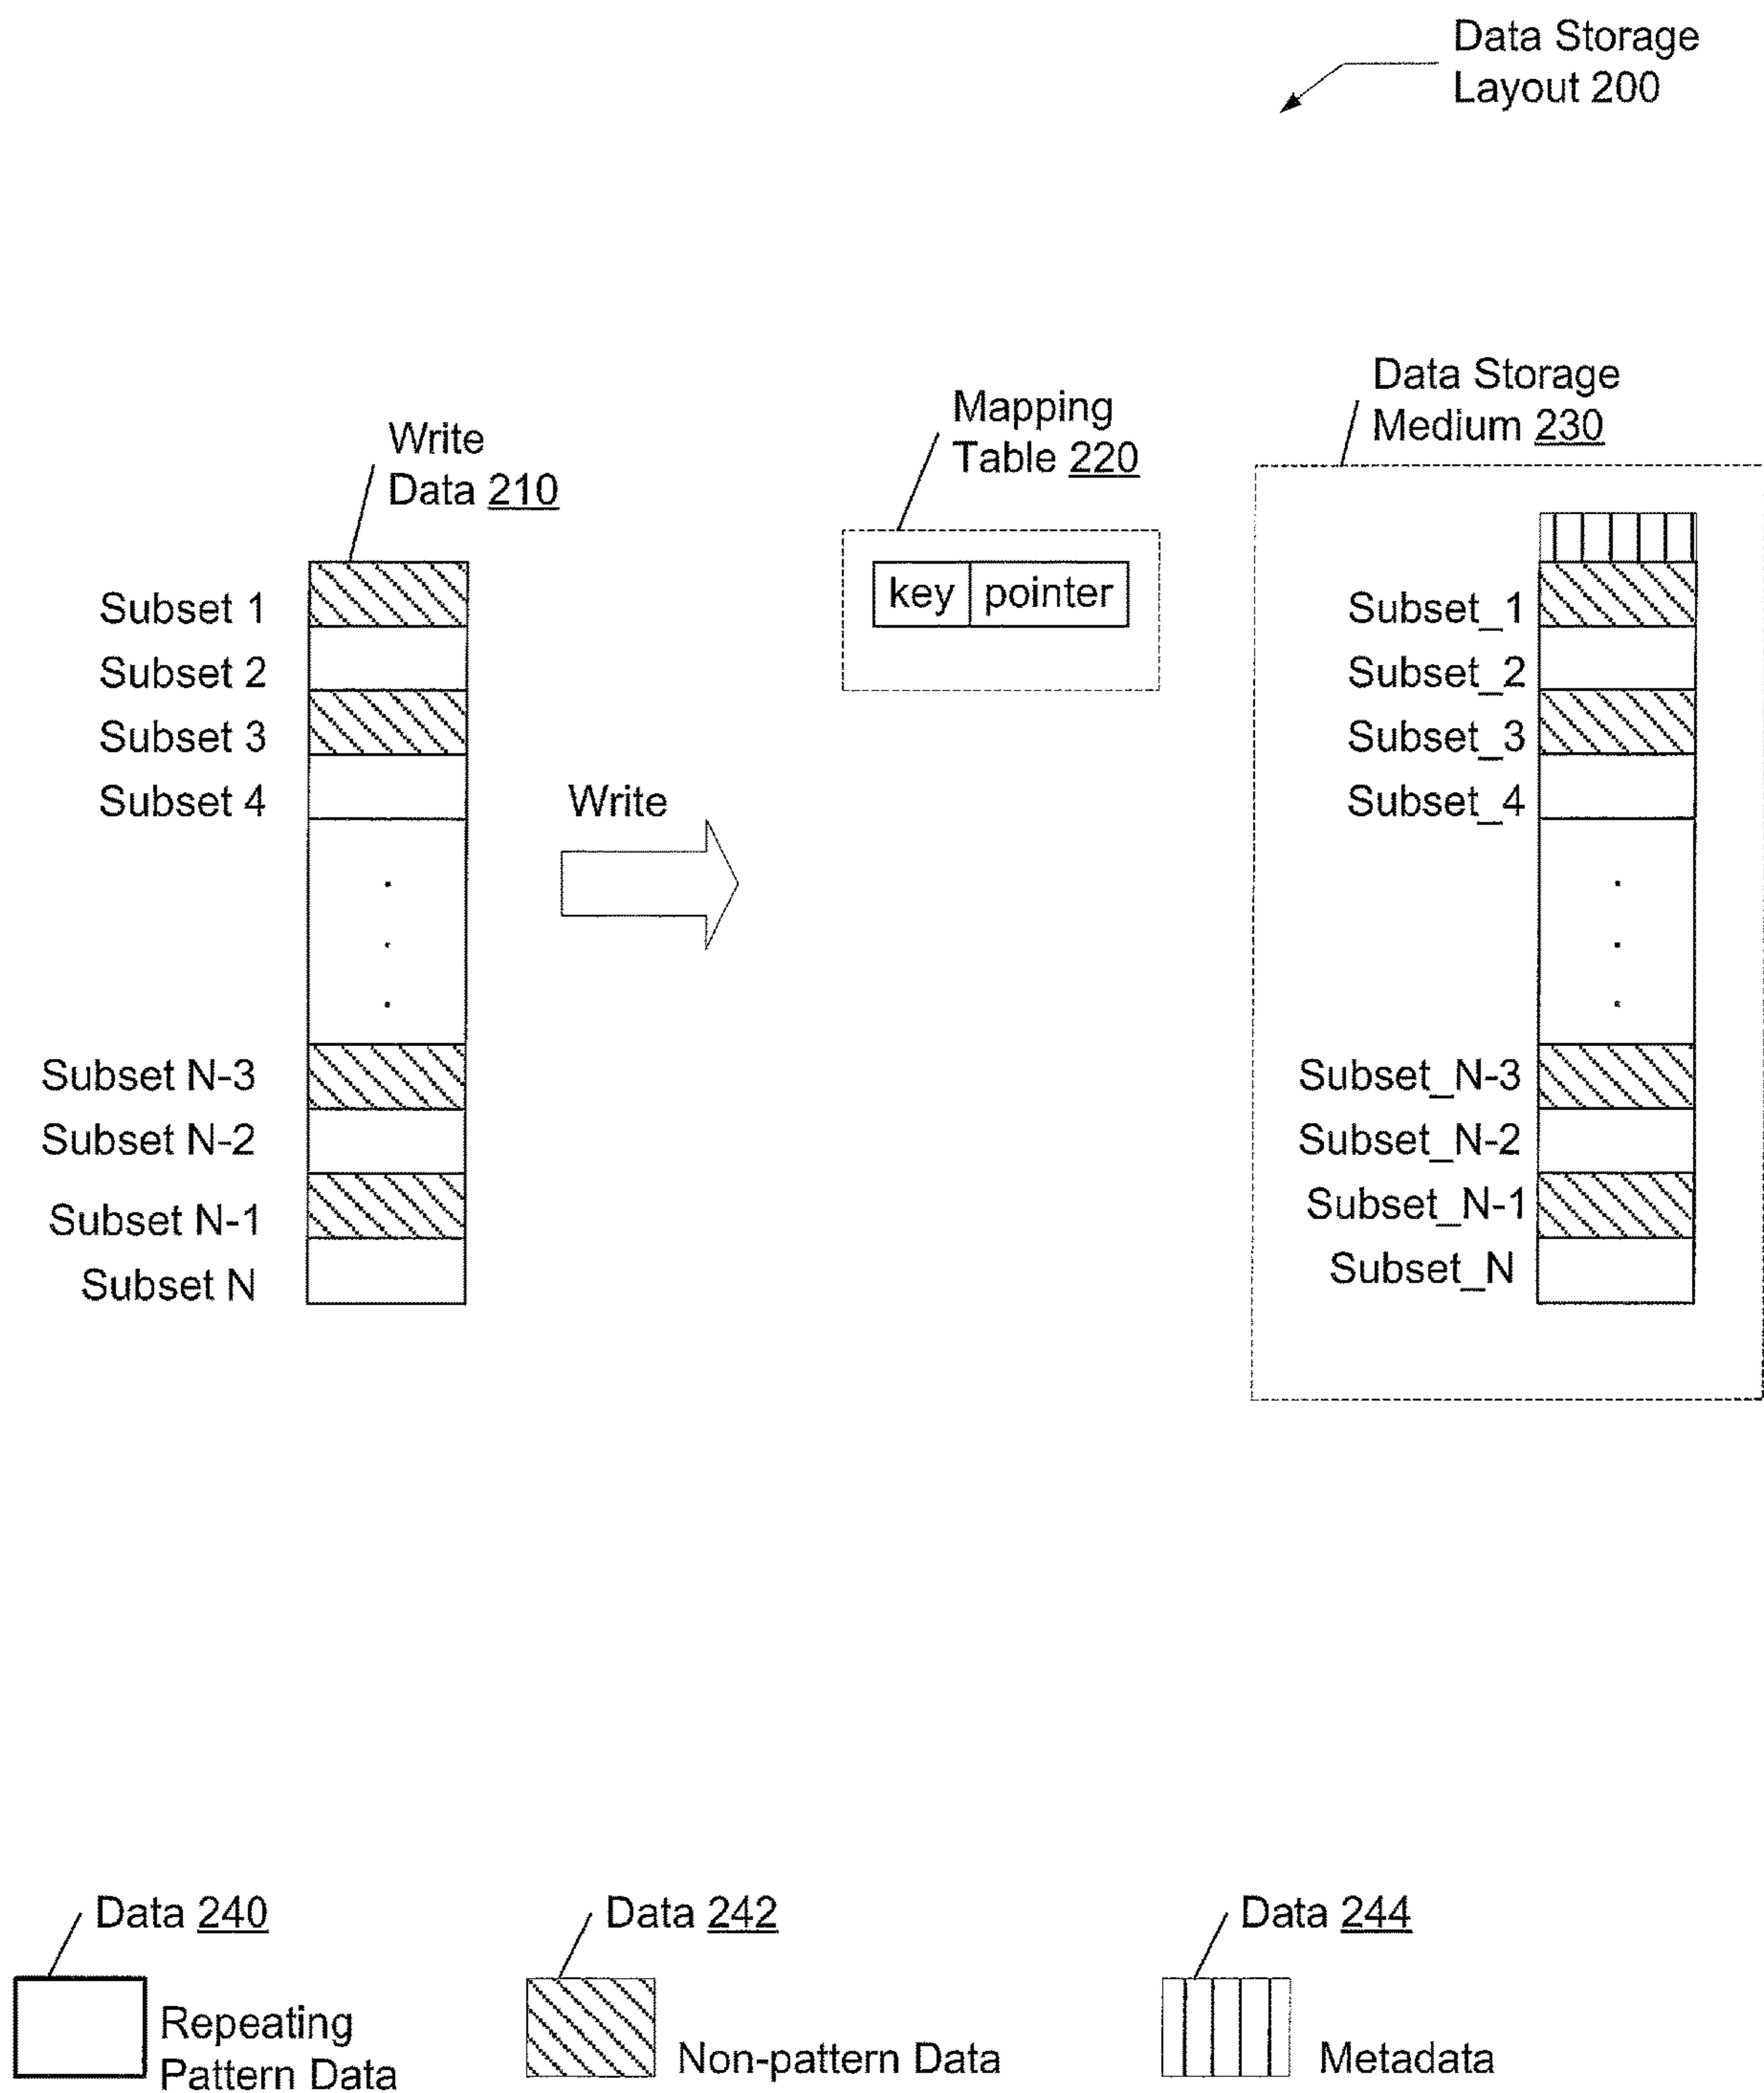 Data Storage
Layout 200
Data Storage
Medium 230
Mapping
Table 220
Write
Data 210
key pointer
Subset 1
Subset 2
Subset 3
Subset 4
Write
.
.
.
Subset N-3
Subset N-2
Subset N-1
Subset N
Subset_1
Subset_2
Subset_3
Subset_4
.
.
.
Subset_N-3
Subset_N-2
Subset_N-1
Subset_N
Data 240
Repeating
Pattern Data
Data 242
Non-pattern Data
Data 244
Metadata